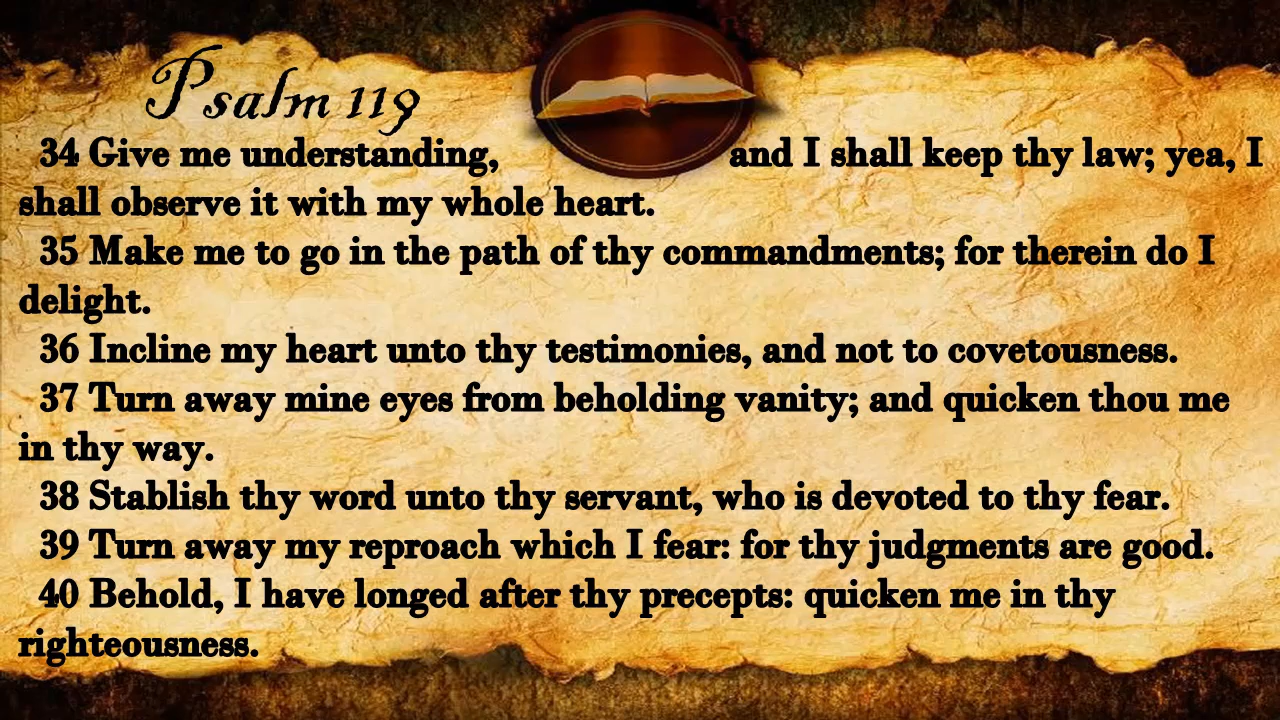 Psalm 119
34 Give me understanding, and I shall keep thy law; yea, I
shall observe it with my whole heart.
35 Make me to go in the path of thy commandments; for therein do I
delight.
36 Incline my heart unto thy testimonies, and not to covetousness.
37 Turn away mine eyes from beholding vanity; and quicken thou me
in thy way.
38 Stablish thy word unto thy servant, who is devoted to thy fear.
39 Turn away my reproach which I fear: for thy judgments are good.
40 Behold, I have longed after thy precepts: quicken me in thy
righteousness.